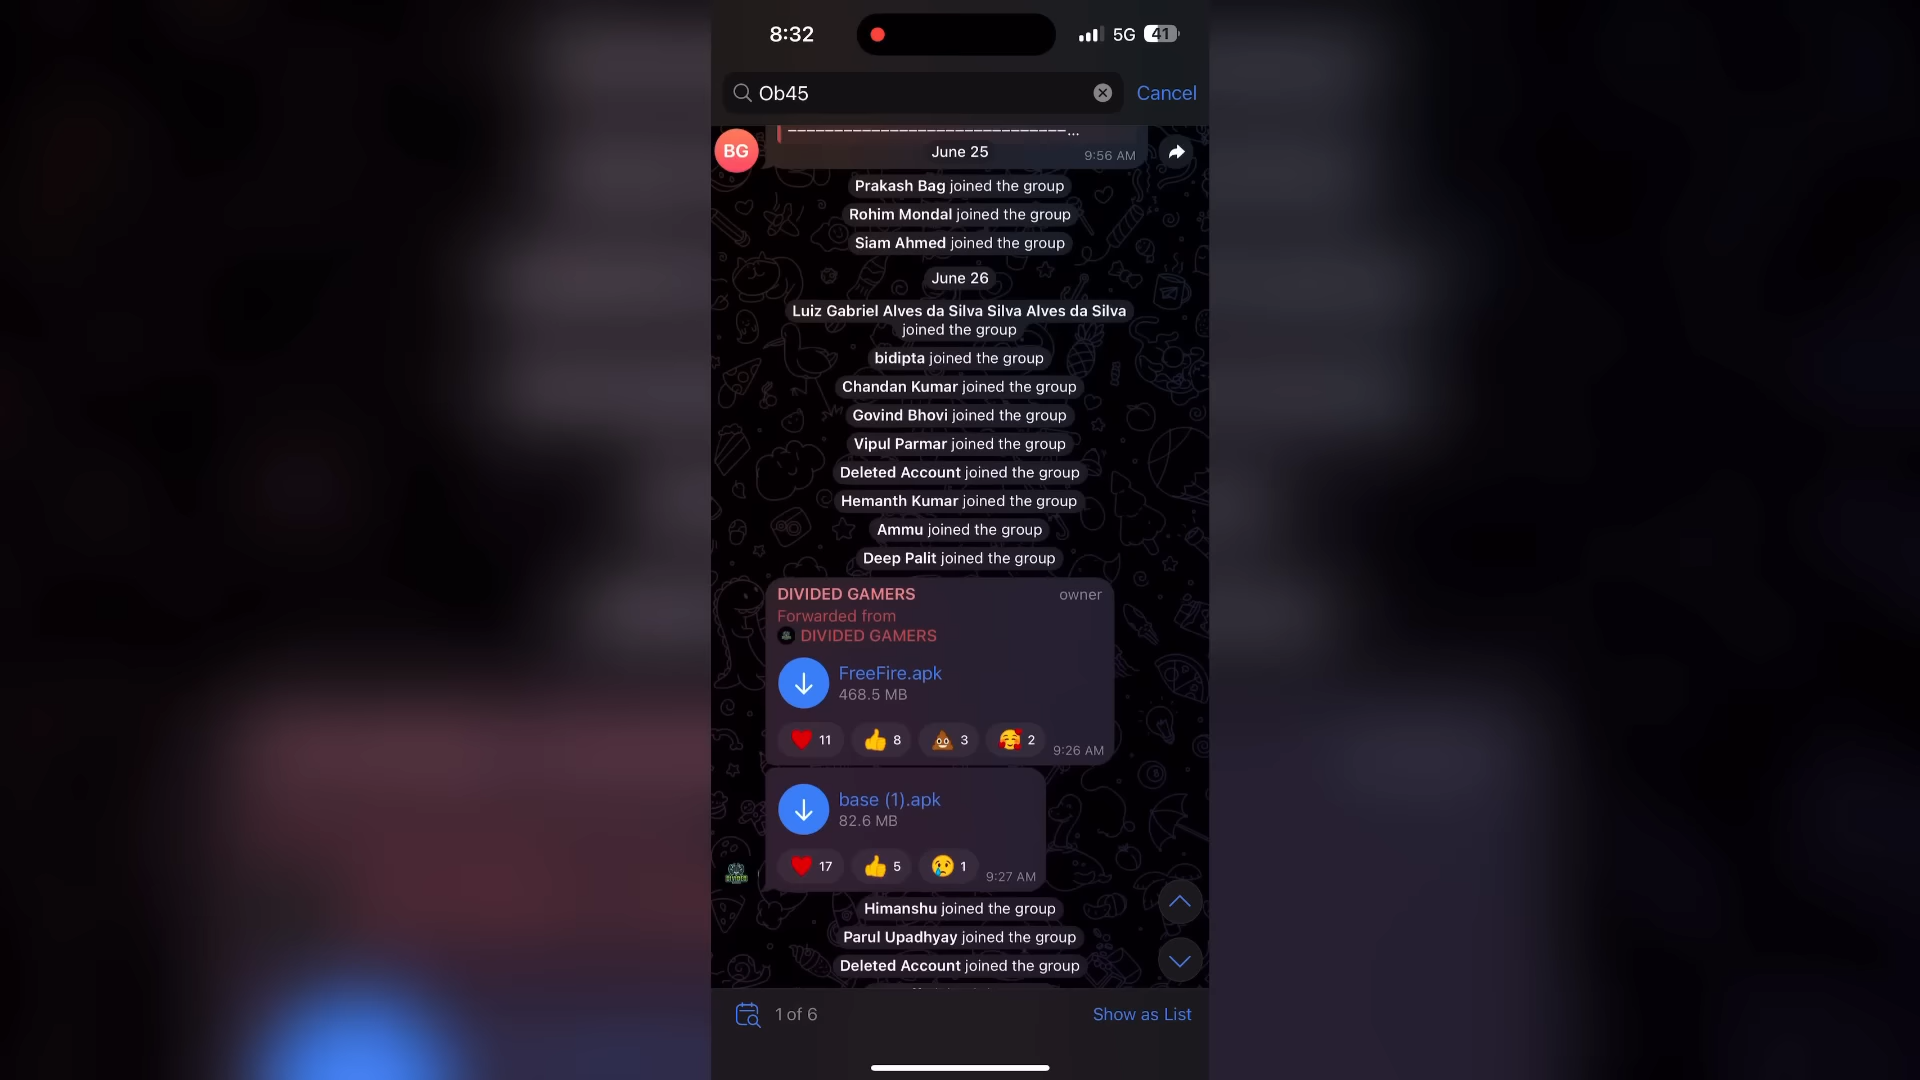 8:32
5G
41
Ob45
Cancel
BG
June 25
9:56 AM
Prakash Bag joined the group
Rohim Mondal joined the group
Siam Ahmed joined the group
June 26
Luiz Gabriel Alves da Silva Silva Alves da Silva
joined the group
bidipta joined the group
Chandan Kumar joined the group
Govind Bhovi joined the group
Vipul Parmar joined the group
Deleted Account joined the group
Hemanth Kumar joined the group
Ammu joined the group
Deep Palit joined the group
DIVIDED GAMERS
owner
Forwarded from
DIVIDED GAMERS
FreeFire.apk
468.5 MB
11
8
3
2
9:26 AM
base (1).apk
82.6 MB
17
5
1
9:27 AM
Himanshu joined the group
Parul Upadhyay joined the group
Deleted Account joined the group
1 of 6
Show as List